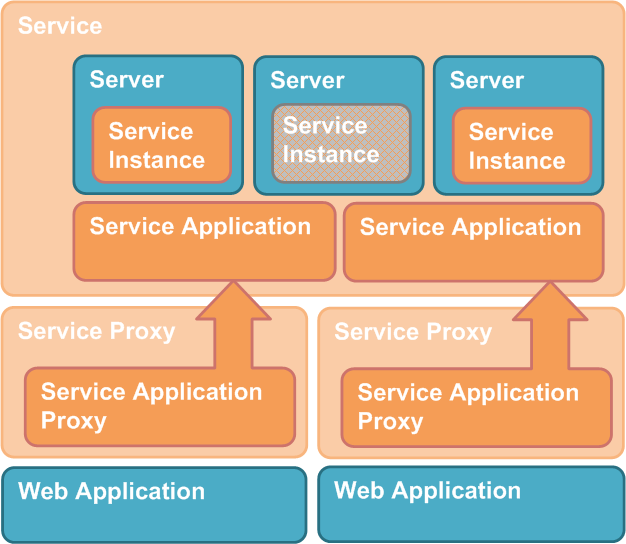 Service
Server
Server
Server
Service
Instance
Service
Instance
Service
Instance
Service Application
Service Application
Service Proxy
Service Proxy
Service Application
Proxy
Service Application
Proxy
Web Application
Web Application